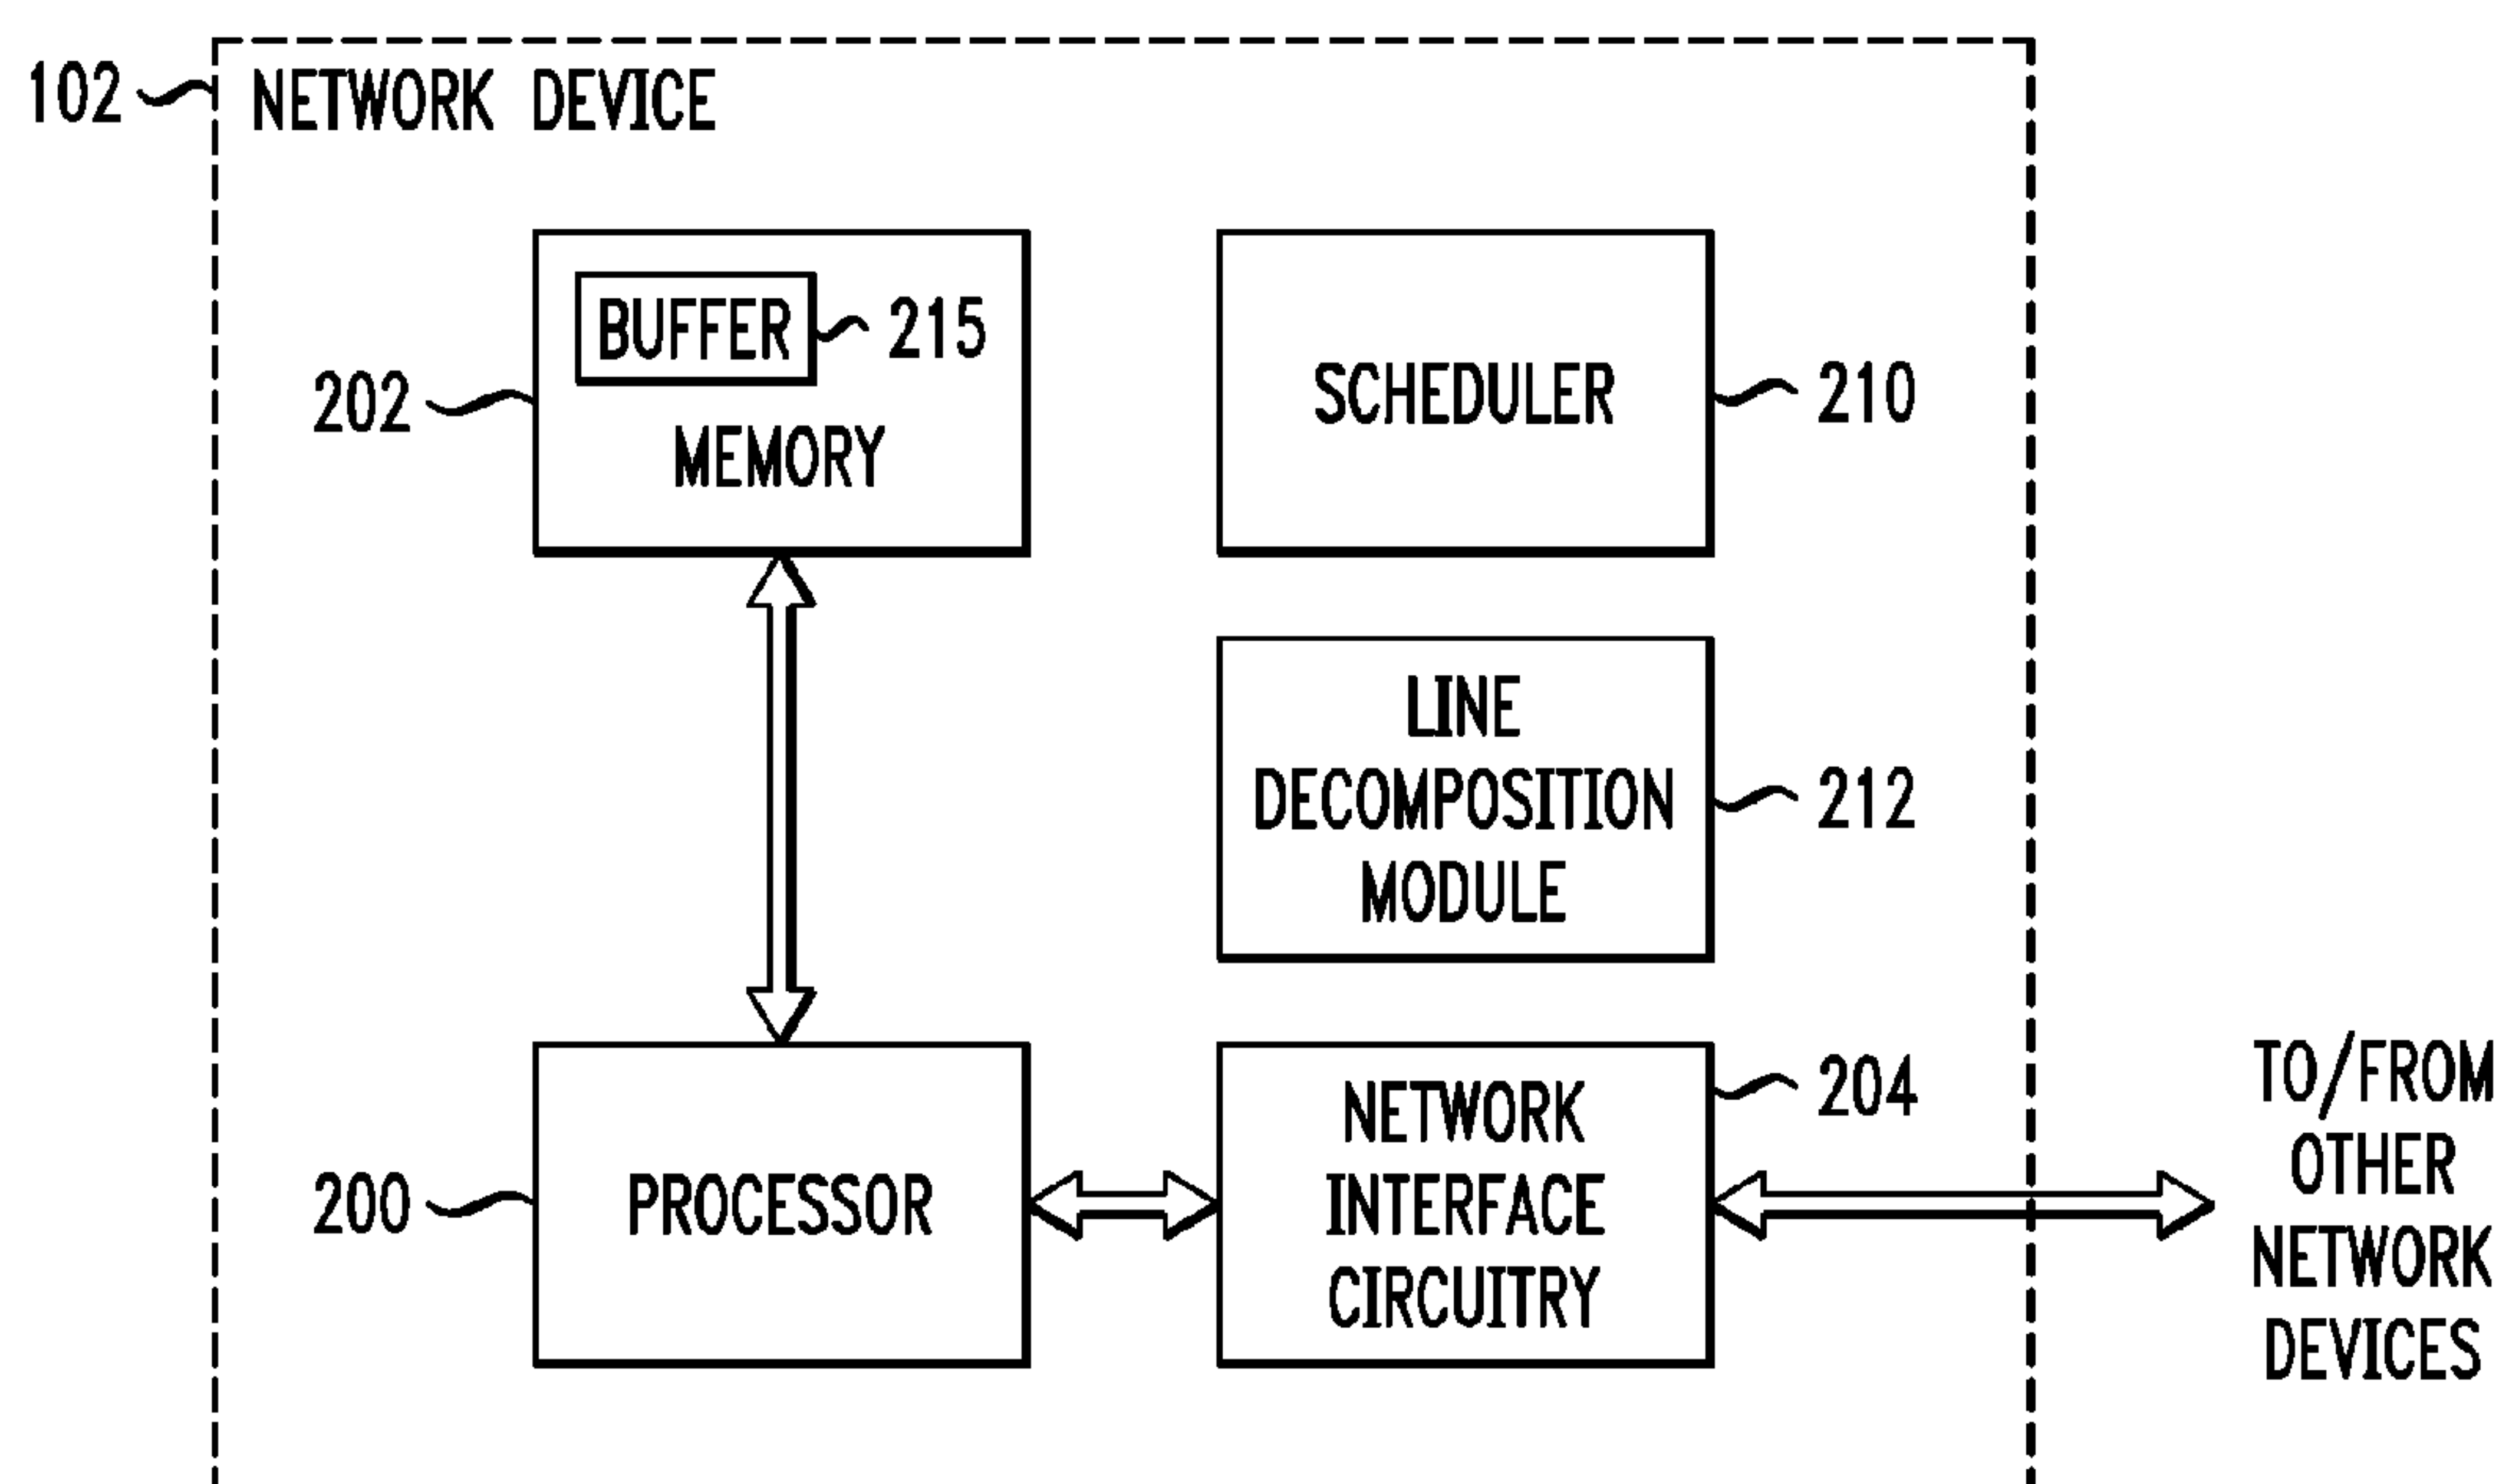 102
NETWORK DEVICE
BUFFER
215
202
MEMORY
SCHEDULER
210
LINE
DECOMPOSITION
MODULE
212
200
PROCESSOR
NETWORK
INTERFACE
CIRCUITRY
204
TO/FROM
OTHER
NETWORK
DEVICES